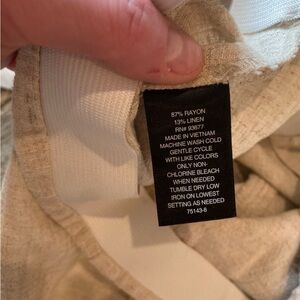 87% RAYON
13% LINEN
RN# 93677
MADE IN VIETNAM
MACHINE WASH COLD
GENTLE CYCLE
WITH LIKE COLORS
ONLY NON-
CHLORINE BLEACH
WHEN NEEDED
TUMBLE DRY LOW
IRON ON LOWEST
SETTING AS NEEDED
75143-8